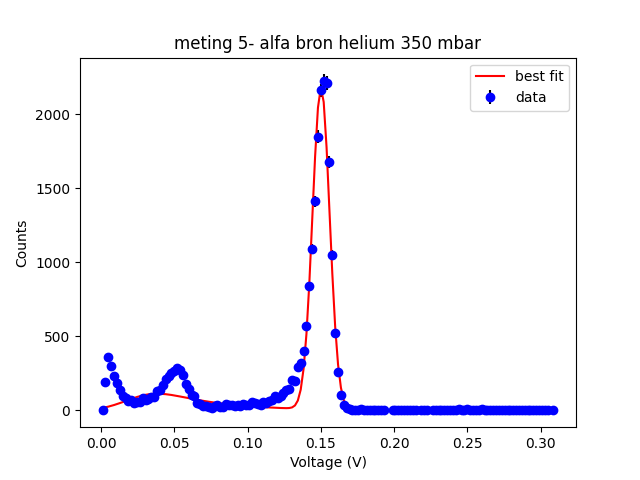 meting 5- alfa bron helium 350 mbar
best fit
data
Counts
2000
1500
1000
500
0
0.00 0.05 0.10 0.15 0.20 0.25 0.30
Voltage (V)